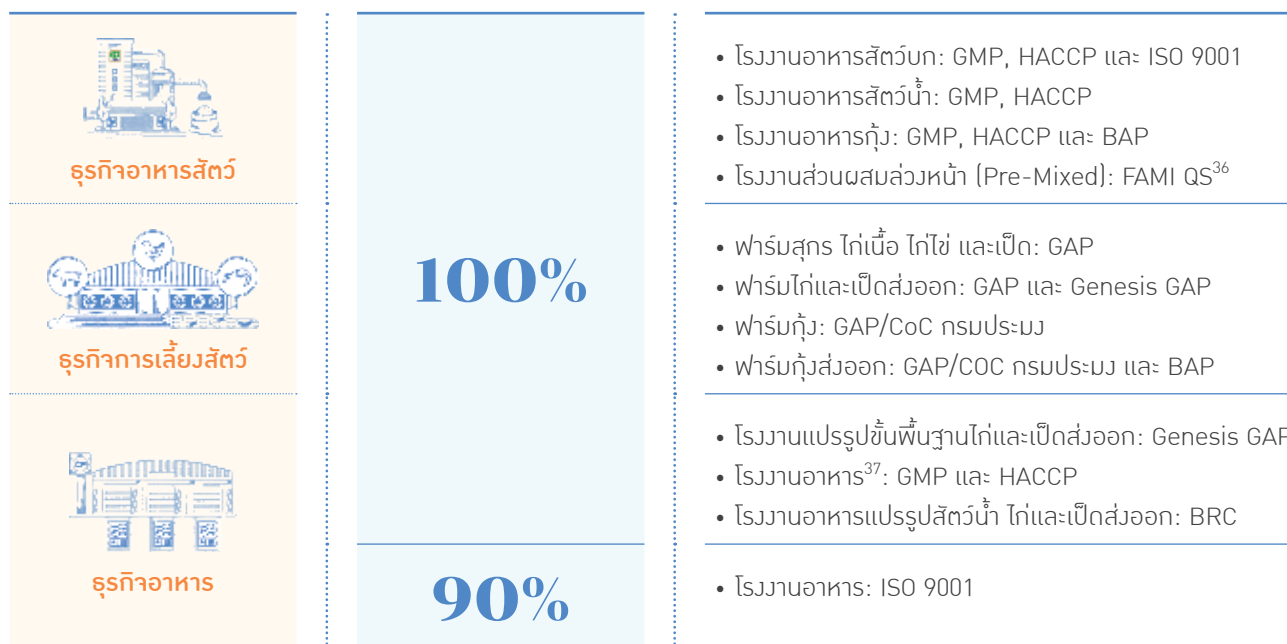 ธุรกิจอาหารสัตว์
100%
• โรงงานอาหารสัตว์บก: GMP, HACCP และ ISO 9001
• โรงงานอาหารสัตว์น้ำ: GMP, HACCP
• โรงงานอาหารกุ้ง: GMP, HACCP และ BAP
• โรงงานส่วนผสมล่วงหน้า (Pre-Mixed): FAMI QS36
ธุรกิจการเลี้ยงสัตว์
• ฟาร์มสุกร ไก่เนื้อ ไก่ไข่ และเป็ด: GAP
• ฟาร์มไก่และเป็ดส่งออก: GAP และ Genesis GAP
• ฟาร์มกุ้ง: GAP/CoC กรมประมง
• ฟาร์มกุ้งส่งออก: GAP/COC กรมประมง และ BAP
ธุรกิจอาหาร
• โรงงานแปรรูปขั้นพื้นฐานไก่และเป็ดส่งออก: Genesis GAP
• โรงงานอาหาร37: GMP และ HACCP
• โรงงานอาหารแปรรูปสัตว์น้ำ ไก่และเป็ดส่งออก: BRC
90%
• โรงงานอาหาร: ISO 9001